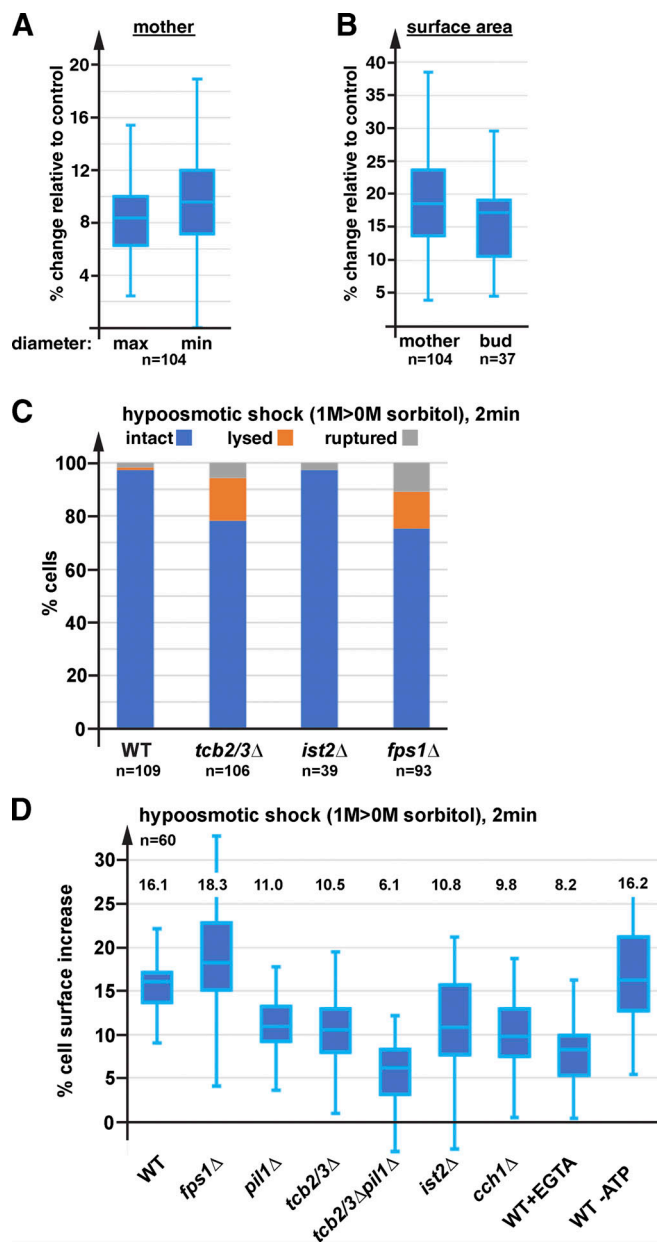 A
mother
% change relative to control
20
16
12
8
4
diameter: max min
n=104
B
surface area
% change relative to control
40
35
30
25
20
15
10
5
mother bud
n=104 n=37
C
hypoosmotic shock (1M>0M sorbitol), 2min
intact lysed ruptured
% cells
100
80
60
40
20
0
WT tcb2/3Δ ist2Δ fps1Δ
n=109 n=106 n=39 n=93
D
hypoosmotic shock (1M>0M sorbitol), 2min
n=60
% cell surface increase
30
25
20
15
10
5
0
16.1 18.3 11.0 10.5 6.1 10.8 9.8 8.2 16.2
WT fps1Δ pil1Δ tcb2/3Δ tcb2/3Δpil1Δ ist2Δ cch1Δ WT+EGTA WT -ATP